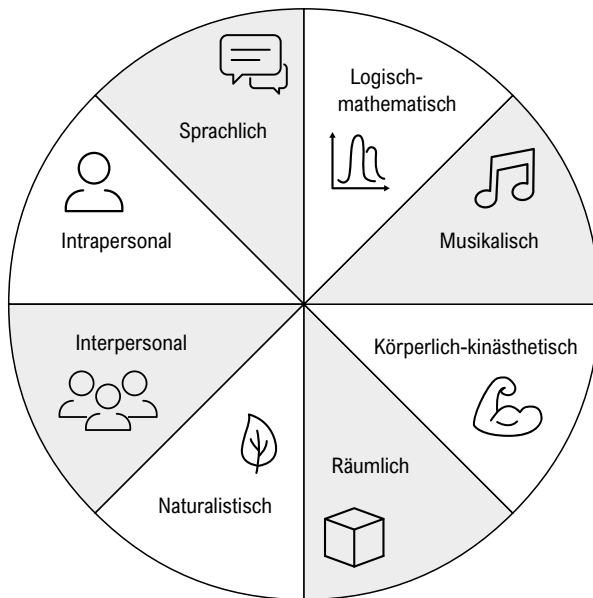 Logisch-
mathematisch
Musikalisch
Körperlich-kinästhetisch
Räumlich
Naturalistisch
Interpersonal
Intrapersonal
Sprachlich